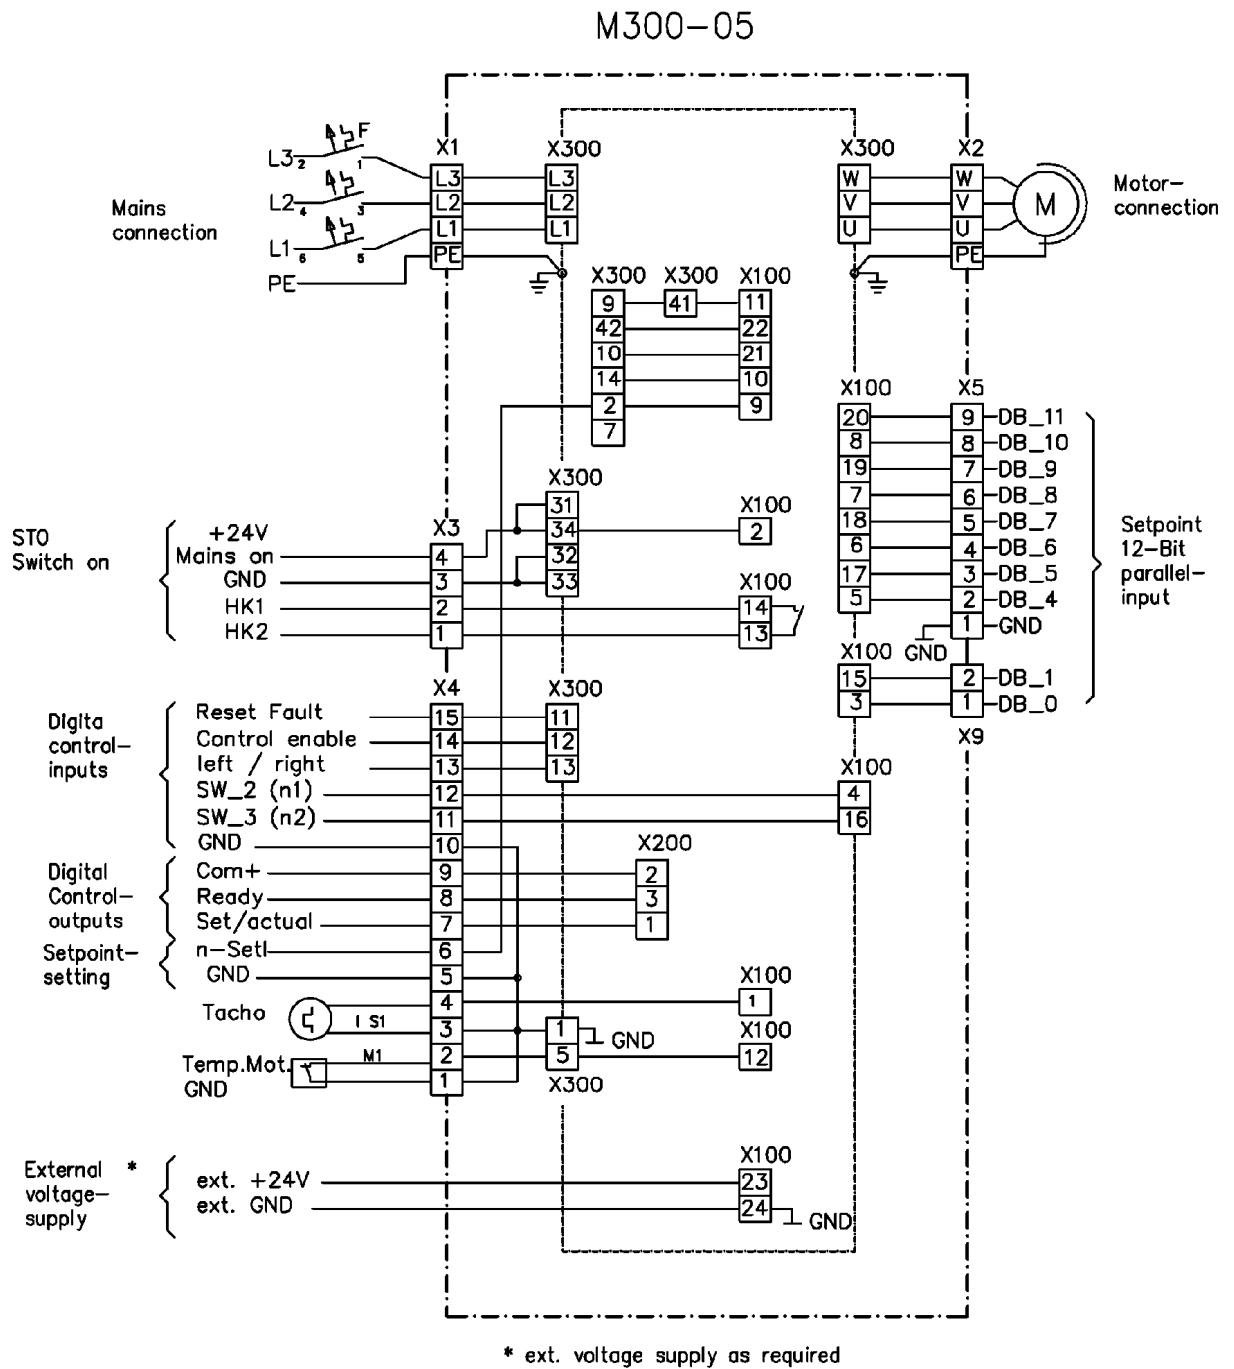 M300-05
X1
X300
X300
X2
F
L3 2 1
L2 4 3
L1 6 5
PE
Mains
connection
L3
L2
L1
PE
L3
L2
L1
W
V
U
W
V
U
PE
M
Motor-
connection
X300
X300
X100
9 41 11
42 22
10 21
14 10
2 9
7
X100
X5
20 9 DB_11
8 8 DB_10
19 7 DB_9
7 6 DB_8
18 5 DB_7
6 4 DB_6
17 3 DB_5
5 2 DB_4
1 GND
GND
X100
15 2 DB_1
3 1 DB_0
X9
Setpoint
12-Bit
parallel-
input
STO
Switch on
X3
X300
X100
+24V
Mains on 4
GND 3
HK1 2
HK2 1
31
34
32
33
2
X100
14
13
X4
X300
Digita
control-
inputs
Reset Fault 15 11
Control enable 14 12
left / right 13 13
SW_2 (n1) 12
SW_3 (n2) 11
GND 10
X100
4
16
X200
Digital
Control-
outputs
Com+ 9 2
Ready 8 3
Set/actual 7 1
Setpoint-
setting
n-Setl 6
GND 5
X100
Tacho 4 1
I S1 3 1 GND
X100
Temp.Mot. M1 2 5 12
GND 1
X300
X100
External *
voltage-
supply
ext. +24V 23
ext. GND 24
GND
* ext. voltage supply as required